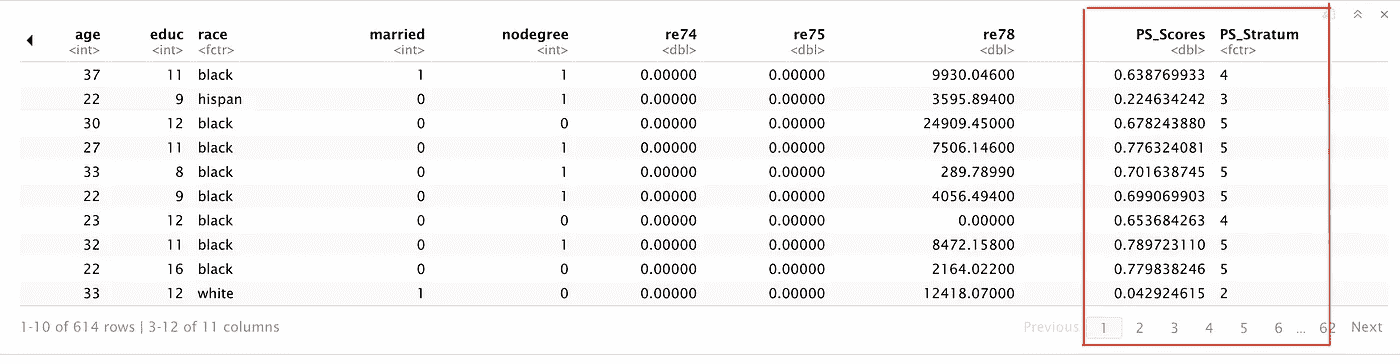 age educ race married nodegree re74 re75 re78 PS_Scores PS_Stratum
<int> <int> <fctr> <int> <int> <dbl> <dbl> <dbl> <dbl> <fctr>
37 11 black 1 1 0.00000 0.00000 9930.04600 0.638769933 4
22 9 hispan 0 1 0.00000 0.00000 3595.89400 0.224634242 3
30 12 black 0 0 0.00000 0.00000 24909.45000 0.678243880 5
27 11 black 0 1 0.00000 0.00000 7506.14600 0.776324081 5
33 8 black 0 1 0.00000 0.00000 289.78990 0.701638745 5
22 9 black 0 1 0.00000 0.00000 4056.49400 0.699069903 5
23 12 black 0 0 0.00000 0.00000 0.00000 0.653684263 4
32 11 black 0 1 0.00000 0.00000 8472.15800 0.789723110 5
22 16 black 0 0 0.00000 0.00000 2164.02200 0.779838246 5
33 12 white 1 0 0.00000 0.00000 12418.07000 0.042924615 2
1-10 of 614 rows | 3-12 of 11 columns Previous 1 2 3 4 5 6 ... 62 Next